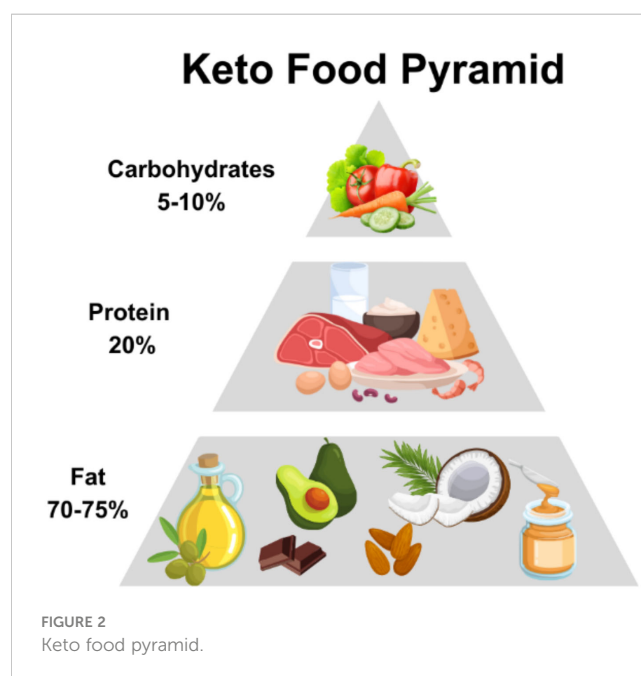 Keto Food Pyramid
Carbohydrates
5-10%
Protein
20%
Fat
70-75%
FIGURE 2
Keto food pyramid.